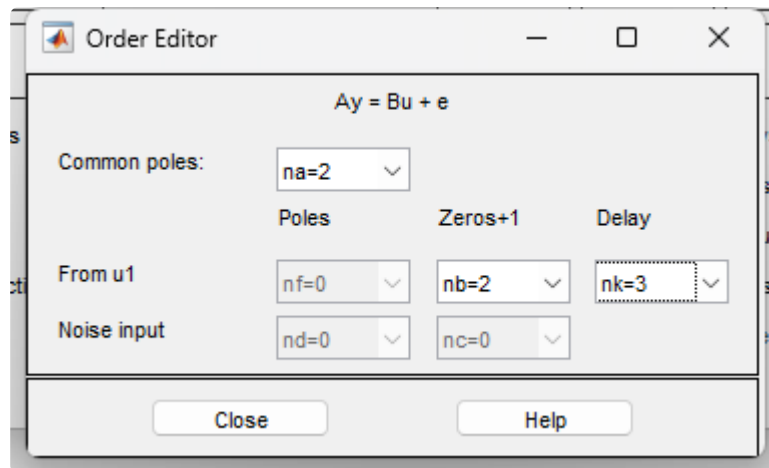 Order Editor
Ay = Bu + e
Common poles:
na=2
Poles Zeros+1 Delay
From u1 nf=0 nb=2 nk=3
Noise input nd=0 nc=0
Close Help